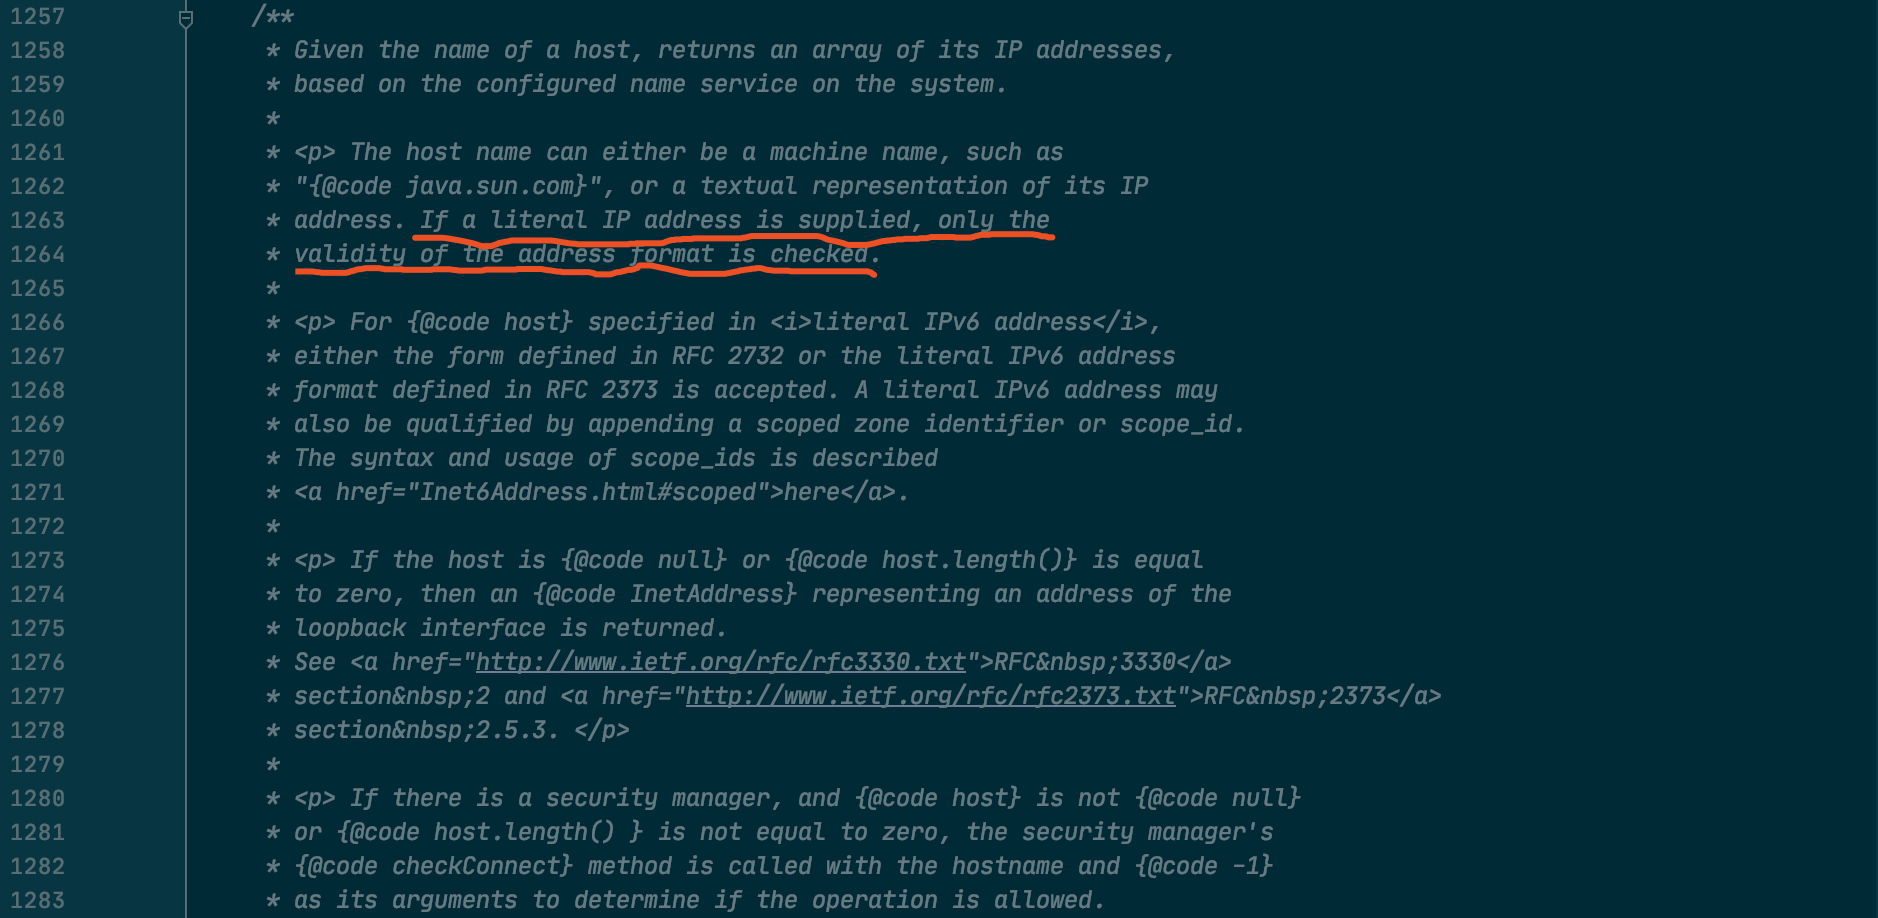 1257 /**
1258 * Given the name of a host, returns an array of its IP addresses,
1259 * based on the configured name service on the system.
1260 *
1261 * <p> The host name can either be a machine name, such as
1262 * "{@code java.sun.com}", or a textual representation of its IP
1263 * address. If a literal IP address is supplied, only the
1264 * validity of the address format is checked.
1265 *
1266 * <p> For {@code host} specified in <i>literal IPv6 address</i>,
1267 * either the form defined in RFC 2732 or the literal IPv6 address
1268 * format defined in RFC 2373 is accepted. A literal IPv6 address may
1269 * also be qualified by appending a scoped zone identifier or scope_id.
1270 * The syntax and usage of scope_ids is described
1271 * <a href="Inet6Address.html#scoped">here</a>.
1272 *
1273 * <p> If the host is {@code null} or {@code host.length()} is equal
1274 * to zero, then an {@code InetAddress} representing an address of the
1275 * loopback interface is returned.
1276 * See <a href="http://www.ietf.org/rfc/rfc3330.txt">RFC&nbsp;3330</a>
1277 * section&nbsp;2 and <a href="http://www.ietf.org/rfc/rfc2373.txt">RFC&nbsp;2373</a>
1278 * section&nbsp;2.5.3. </p>
1279 *
1280 * <p> If there is a security manager, and {@code host} is not {@code null}
1281 * or {@code host.length() } is not equal to zero, the security manager's
1282 * {@code checkConnect} method is called with the hostname and {@code -1}
1283 * as its arguments to determine if the operation is allowed.